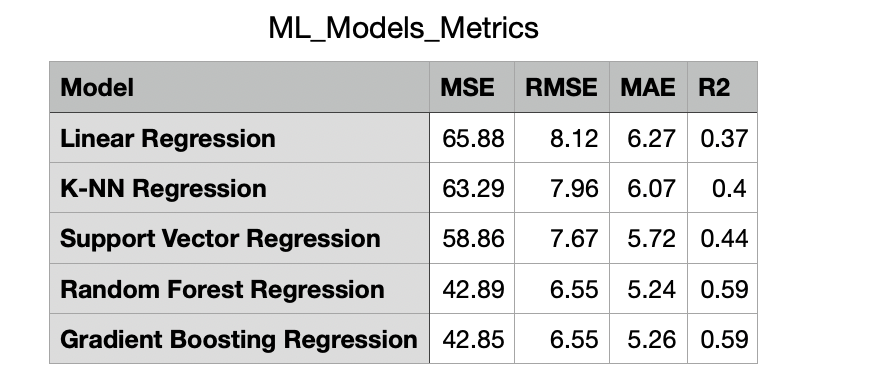 ML_Models_Metrics
Model MSE RMSE MAE R2
Linear Regression 65.88 8.12 6.27 0.37
K-NN Regression 63.29 7.96 6.07 0.4
Support Vector Regression 58.86 7.67 5.72 0.44
Random Forest Regression 42.89 6.55 5.24 0.59
Gradient Boosting Regression 42.85 6.55 5.26 0.59